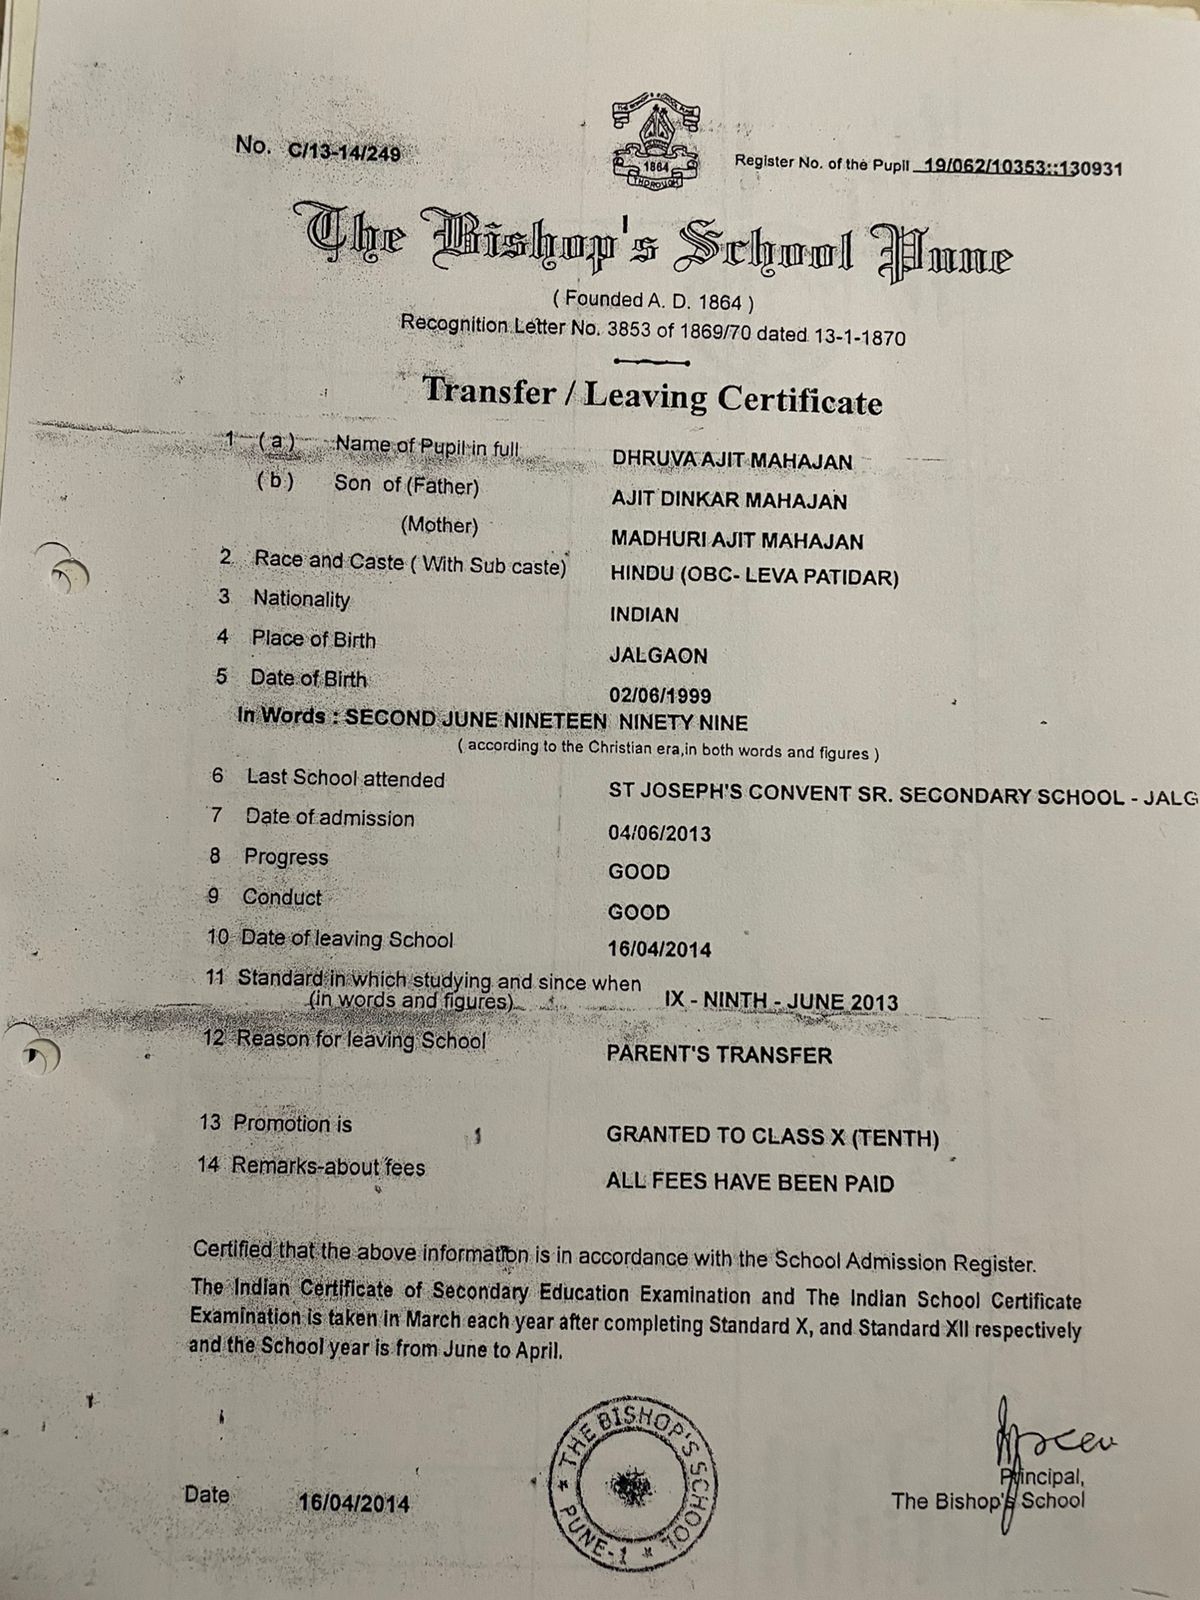 No. C/13-14/249
THE BISHOP'S SCHOOL PUNE
1864
THOROUGH
Register No. of the Pupil 19/062/10353::130931
The Bishop's School Pune
( Founded A. D. 1864 )
Recognition Letter No. 3853 of 1869/70 dated 13-1-1870
Transfer / Leaving Certificate
1 (a) Name of Pupil in full DHRUVA AJIT MAHAJAN
(b) Son of (Father) AJIT DINKAR MAHAJAN
(Mother) MADHURI AJIT MAHAJAN
2 Race and Caste ( With Sub caste) HINDU (OBC- LEVA PATIDAR)
3 Nationality INDIAN
4 Place of Birth JALGAON
5 Date of Birth 02/06/1999
In Words : SECOND JUNE NINETEEN NINETY NINE
( according to the Christian era,in both words and figures )
6 Last School attended ST JOSEPH'S CONVENT SR. SECONDARY SCHOOL - JALG
7 Date of admission 04/06/2013
8 Progress GOOD
9 Conduct GOOD
10 Date of leaving School 16/04/2014
11 Standard in which studying and since when
(in words and figures) IX - NINTH - JUNE 2013
12 Reason for leaving School PARENT'S TRANSFER
13 Promotion is GRANTED TO CLASS X (TENTH)
14 Remarks-about fees ALL FEES HAVE BEEN PAID
Certified that the above information is in accordance with the School Admission Register.
The Indian Certificate of Secondary Education Examination and The Indian School Certificate
Examination is taken in March each year after completing Standard X, and Standard XII respectively
and the School year is from June to April.
Date 16/04/2014
THE BISHOP'S SCHOOL
PUNE-1
Principal,
The Bishop's School